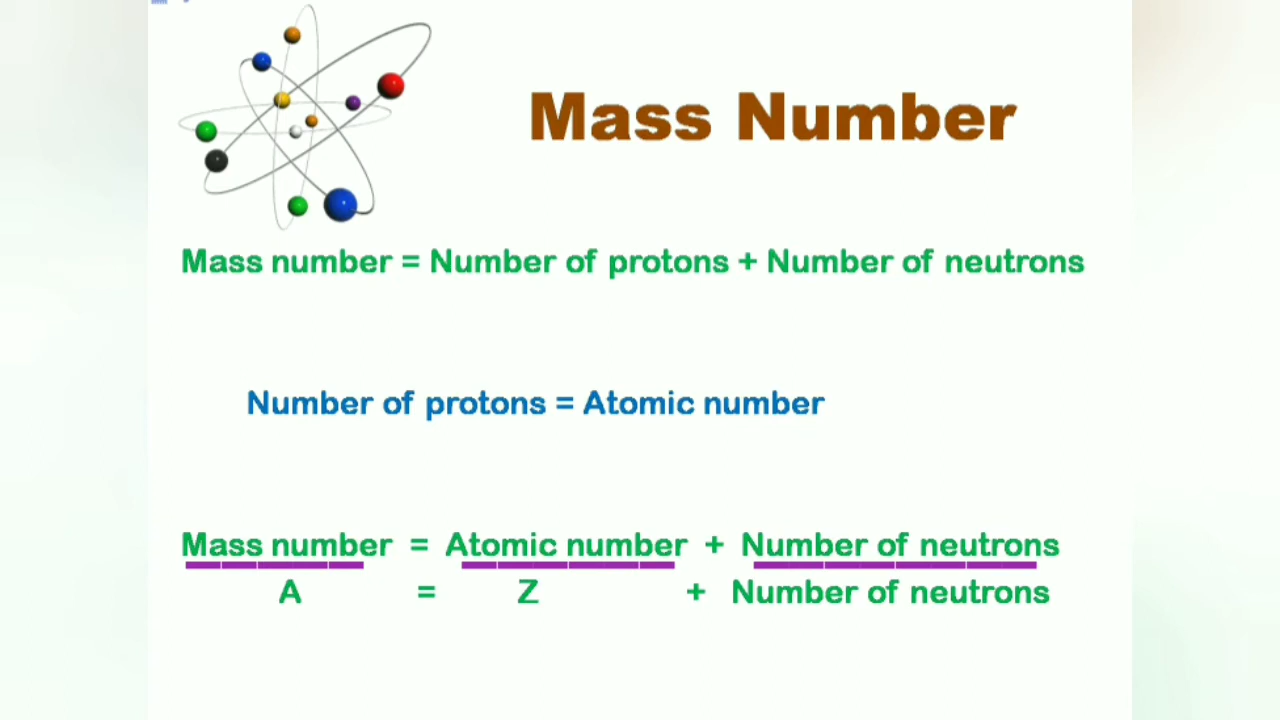 Mass Number
Mass number = Number of protons + Number of neutrons
Number of protons = Atomic number
Mass number = Atomic number + Number of neutrons
A = Z + Number of neutrons